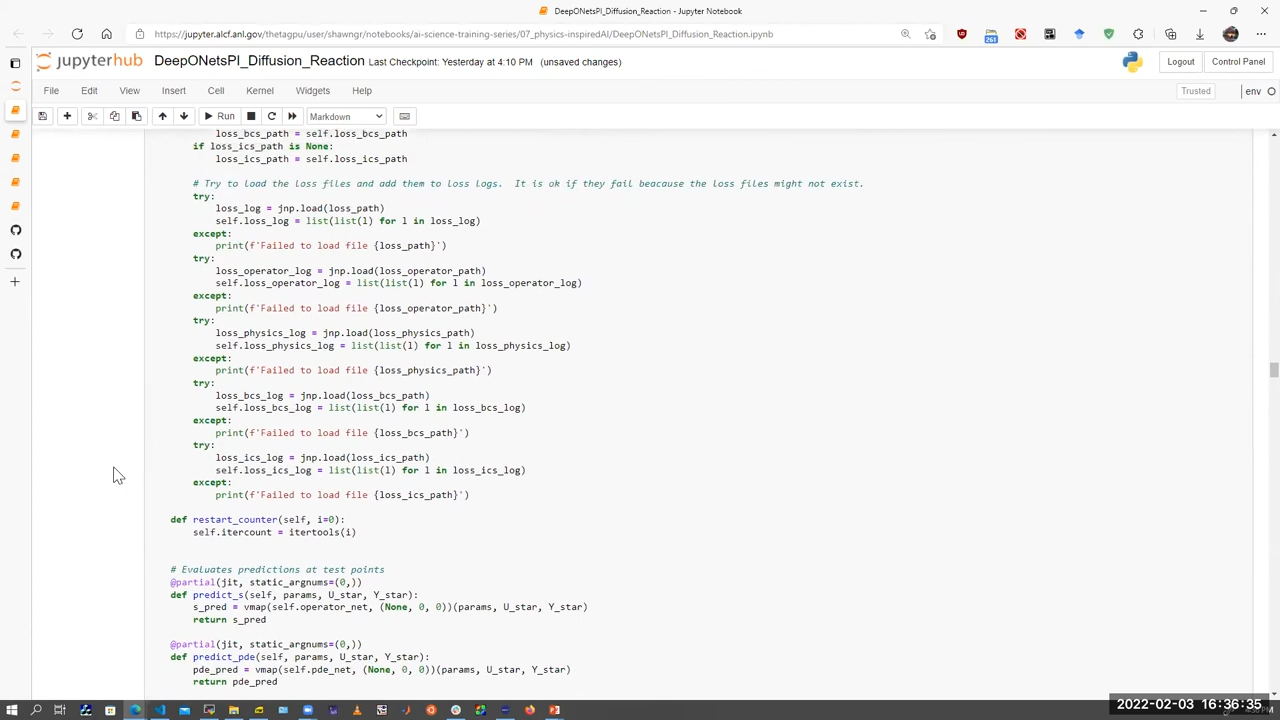 DeepONetsPI_Diffusion_Reaction - Jupyter Notebook
https://jupyter.alcf.anl.gov/thetagpu/user/shawngr/notebooks/ai-science-training-series/07_physics-inspiredAI/DeepONetsPI_Diffusion_Reaction.ipynb
261
jupyterhub DeepONetsPI_Diffusion_Reaction Last Checkpoint: Yesterday at 4:10 PM (unsaved changes) Logout Control Panel
File Edit View Insert Cell Kernel Widgets Help Trusted env
Run Markdown
loss_bcs_path = self.loss_bcs_path
if loss_ics_path is None:
loss_ics_path = self.loss_ics_path
# Try to load the loss files and add them to loss logs.  It is ok if they fail beacause the loss files might not exist.
try:
loss_log = jnp.load(loss_path)
self.loss_log = list(list(l) for l in loss_log)
except:
print(f'Failed to load file {loss_path}')
try:
loss_operator_log = jnp.load(loss_operator_path)
self.loss_operator_log = list(list(l) for l in loss_operator_log)
except:
print(f'Failed to load file {loss_operator_path}')
try:
loss_physics_log = jnp.load(loss_physics_path)
self.loss_physics_log = list(list(l) for l in loss_physics_log)
except:
print(f'Failed to load file {loss_physics_path}')
try:
loss_bcs_log = jnp.load(loss_bcs_path)
self.loss_bcs_log = list(list(l) for l in loss_bcs_log)
except:
print(f'Failed to load file {loss_bcs_path}')
try:
loss_ics_log = jnp.load(loss_ics_path)
self.loss_ics_log = list(list(l) for l in loss_ics_log)
except:
print(f'Failed to load file {loss_ics_path}')
def restart_counter(self, i=0):
self.itercount = itertools(i)
# Evaluates predictions at test points
@partial(jit, static_argnums=(0,))
def predict_s(self, params, U_star, Y_star):
s_pred = vmap(self.operator_net, (None, 0, 0))(params, U_star, Y_star)
return s_pred
@partial(jit, static_argnums=(0,))
def predict_pde(self, params, U_star, Y_star):
pde_pred = vmap(self.pde_net, (None, 0, 0))(params, U_star, Y_star)
return pde_pred
2022-02-03 16:36:35